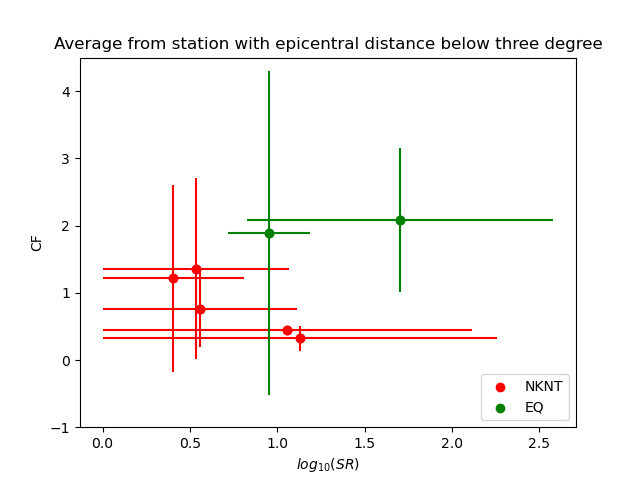 Average from station with epicentral distance below three degree
CF
4
3
2
1
0
−1
0.0 0.5 1.0 1.5 2.0 2.5
log10(SR)
NKNT
EQ